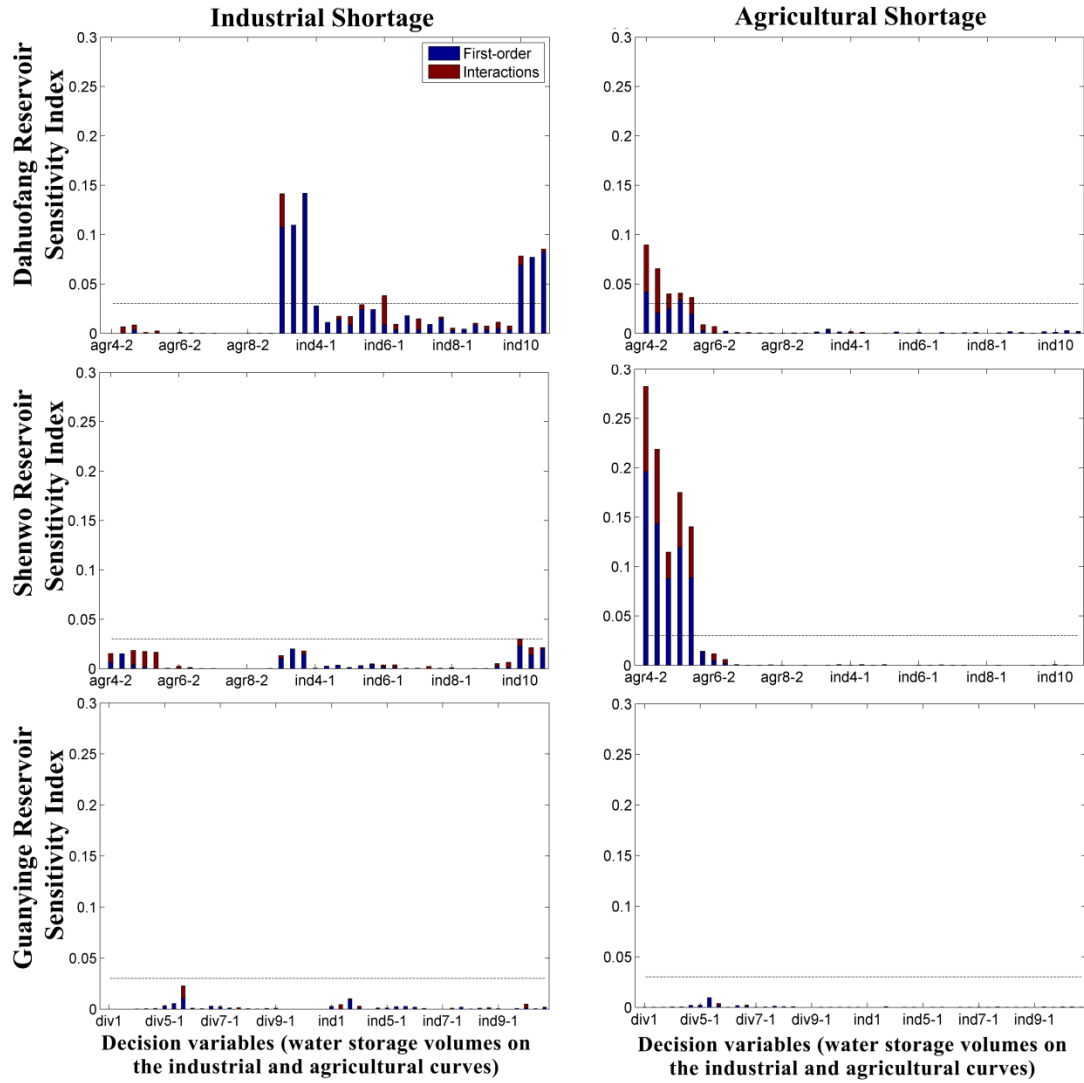 Industrial Shortage
Agricultural Shortage
Dahuofang Reservoir
Sensitivity Index
0.3
0.25
0.2
0.15
0.1
0.05
0
First-order
Interactions
agr4-2 agr6-2 agr8-2 ind4-1 ind6-1 ind8-1 ind10
0.3
0.25
0.2
0.15
0.1
0.05
0
agr4-2 agr6-2 agr8-2 ind4-1 ind6-1 ind8-1 ind10
Shenwo Reservoir
Sensitivity Index
0.3
0.25
0.2
0.15
0.1
0.05
0
agr4-2 agr6-2 agr8-2 ind4-1 ind6-1 ind8-1 ind10
0.3
0.25
0.2
0.15
0.1
0.05
0
agr4-2 agr6-2 agr8-2 ind4-1 ind6-1 ind8-1 ind10
Guanyinge Reservoir
Sensitivity Index
0.3
0.25
0.2
0.15
0.1
0.05
0
div1 div5-1 div7-1 div9-1 ind1 ind5-1 ind7-1 ind9-1
0.3
0.25
0.2
0.15
0.1
0.05
0
div1 div5-1 div7-1 div9-1 ind1 ind5-1 ind7-1 ind9-1
Decision variables (water storage volumes on
the industrial and agricultural curves)
Decision variables (water storage volumes on
the industrial and agricultural curves)